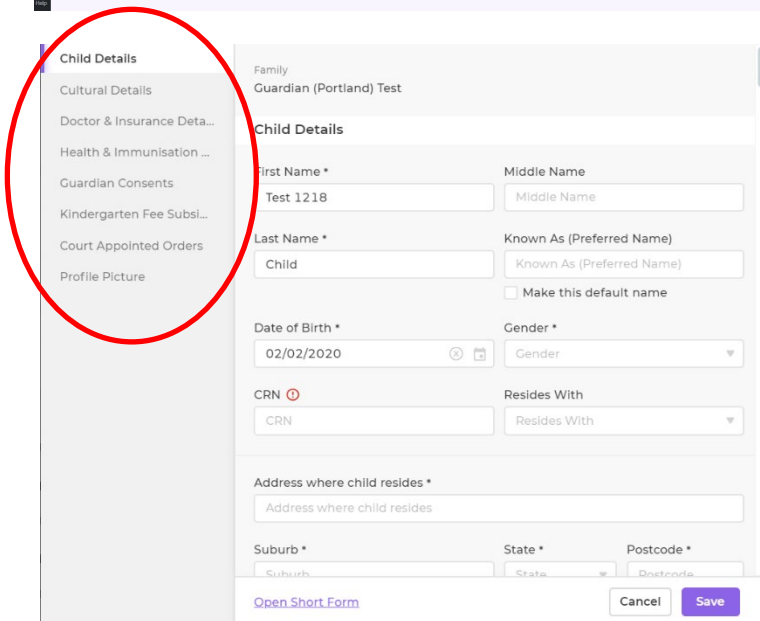 Help
Child Details
Cultural Details
Doctor & Insurance Deta...
Health & Immunisation ...
Guardian Consents
Kindergarten Fee Subsi...
Court Appointed Orders
Profile Picture
Family
Guardian (Portland) Test
Child Details
First Name *
Middle Name
Test 1218
Middle Name
Last Name *
Known As (Preferred Name)
Child
Known As (Preferred Name)
Make this default name
Date of Birth *
Gender *
02/02/2020
Gender
CRN
Resides With
CRN
Resides With
Address where child resides *
Address where child resides
Suburb *
State *
Postcode *
Suburb
State
Postcode
Open Short Form
Cancel
Save